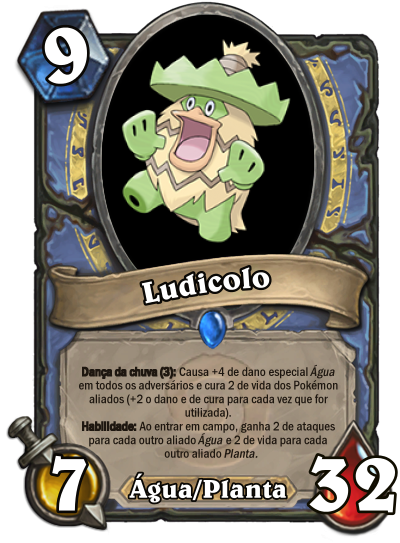 9
Ludicolo
Dança da chuva (3): Causa +4 de dano especial Água
em todos os adversários e cura 2 de vida dos Pokémon
aliados (+2 o dano e de cura para cada vez que for
utilizada).
Habilidade: Ao entrar em campo, ganha 2 de ataques
para cada outro aliado Água e 2 de vida para cada
outro aliado Planta.
7
Água/Planta
32